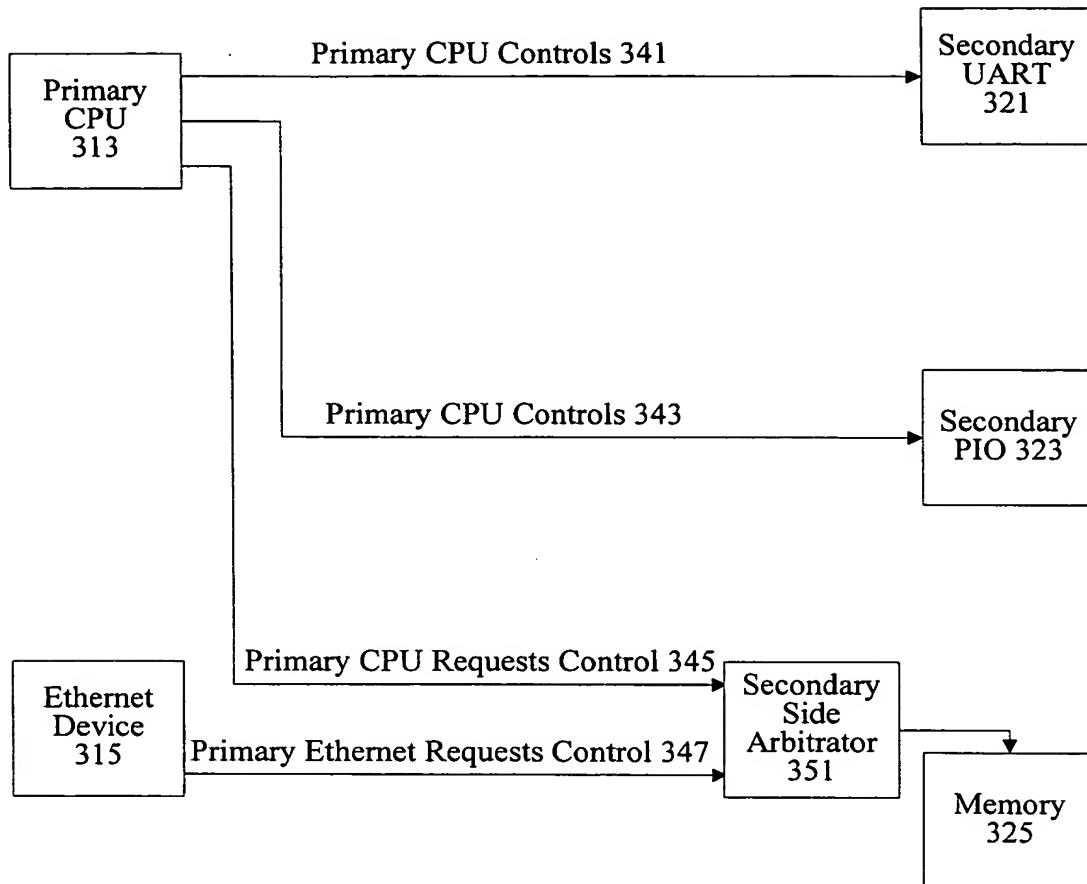 Primary CPU Controls 341
Secondary
UART
321
Primary
CPU
313
Primary CPU Controls 343
Secondary
PIO 323
Primary CPU Requests Control 345
Ethernet
Device
315
Primary Ethernet Requests Control 347
Secondary
Side
Arbitrator
351
Memory
325